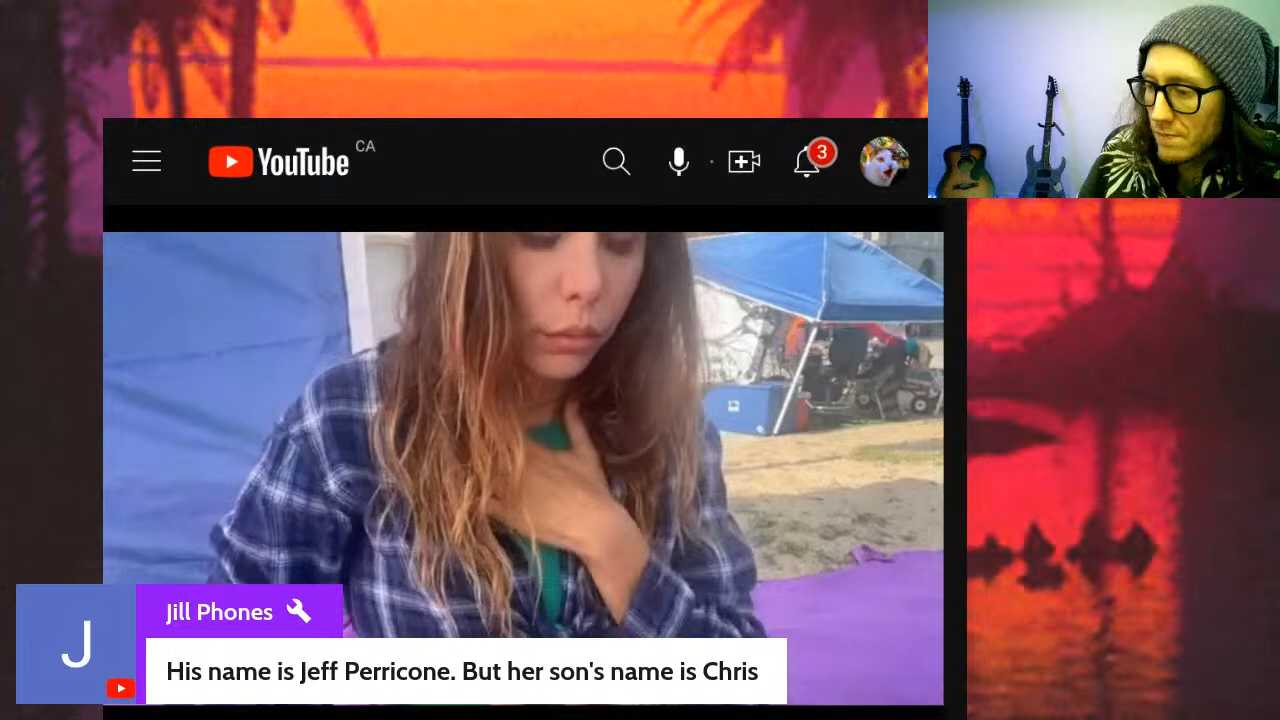 YouTube CA
3
Jill Phones
J
His name is Jeff Perricone. But her son's name is Chris